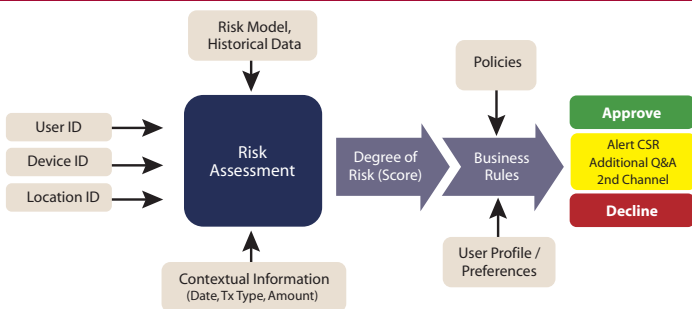 Risk Model,
Historical Data
Policies
User ID
Device ID
Location ID
Risk
Assessment
Degree of
Risk (Score)
Business
Rules
Approve
Alert CSR
Additional Q&A
2nd Channel
Decline
Contextual Information
(Date, Tx Type, Amount)
User Profile /
Preferences